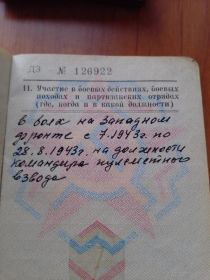 ДЭ № 126922
11. Участие в боевых действиях, боевых
походах и партизанских отрядах
(где, когда и в какой должности)
В боях на Западном
фронте с 7.1943г. по
28.8.1943г. на должности
командира пулеметного
взвода